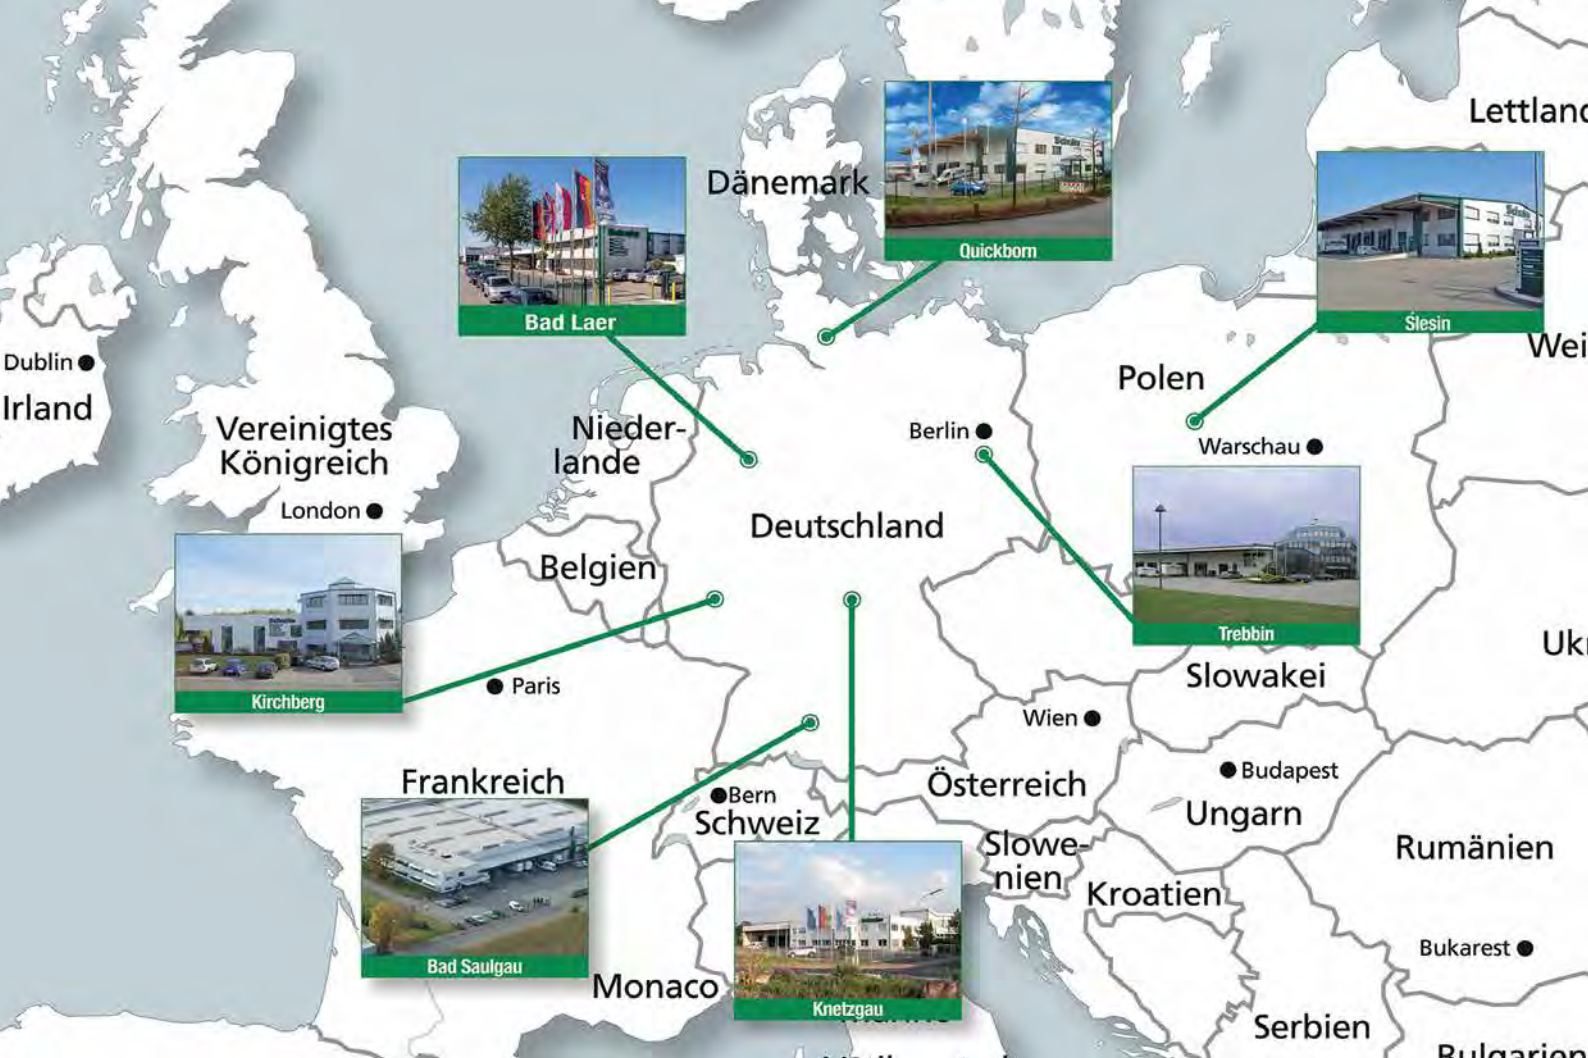 Lettland
Dänemark
Quickborn
Bad Laer
Ślesin
Dublin
Irland
Wei
Polen
Vereinigtes
Königreich
Nieder-
lande
Berlin
Warschau
London
Deutschland
Belgien
Kirchberg
Paris
Trebbin
Ukr
Slowakei
Wien
Frankreich
Bern
Schweiz
Österreich
Budapest
Ungarn
Slowe-
nien
Rumänien
Kroatien
Bad Saulgau
Monaco
Knetzgau
Bukarest
Serbien
Bulgarien